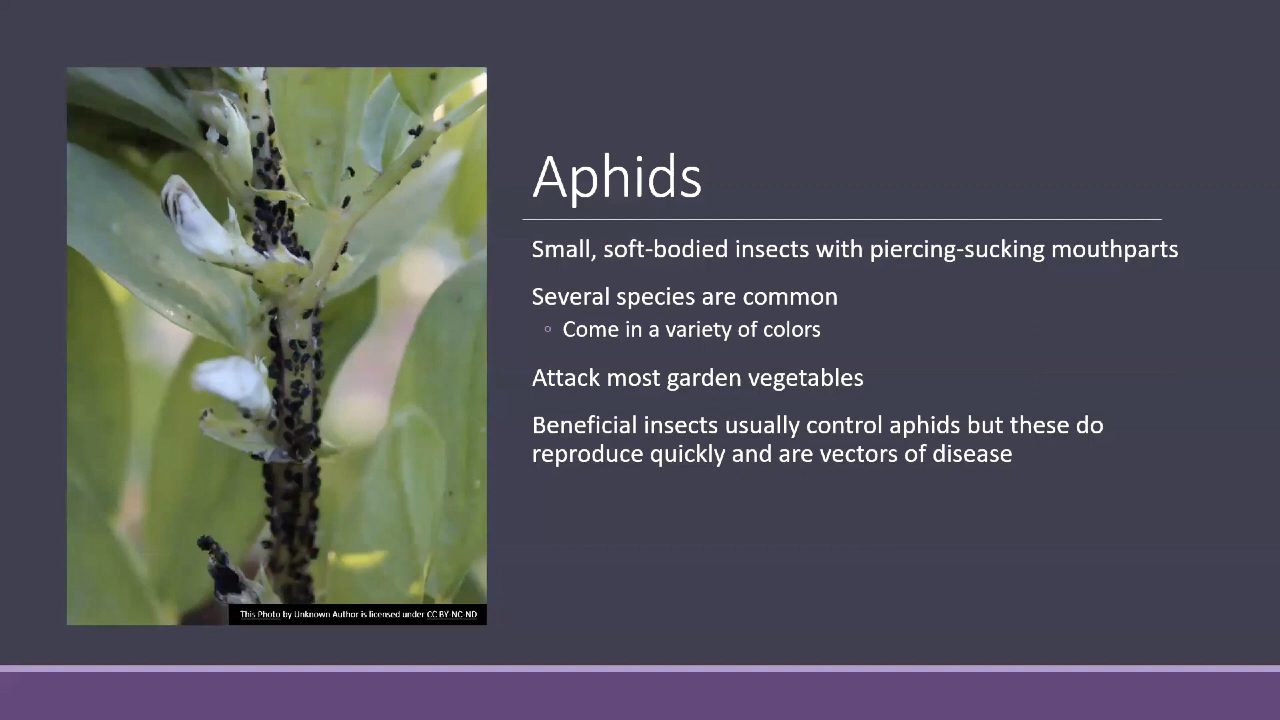 Aphids
Small, soft-bodied insects with piercing-sucking mouthparts
Several species are common
Come in a variety of colors
Attack most garden vegetables
Beneficial insects usually control aphids but these do
reproduce quickly and are vectors of disease
This Photo by Unknown Author is licensed under CC BY-NC-ND